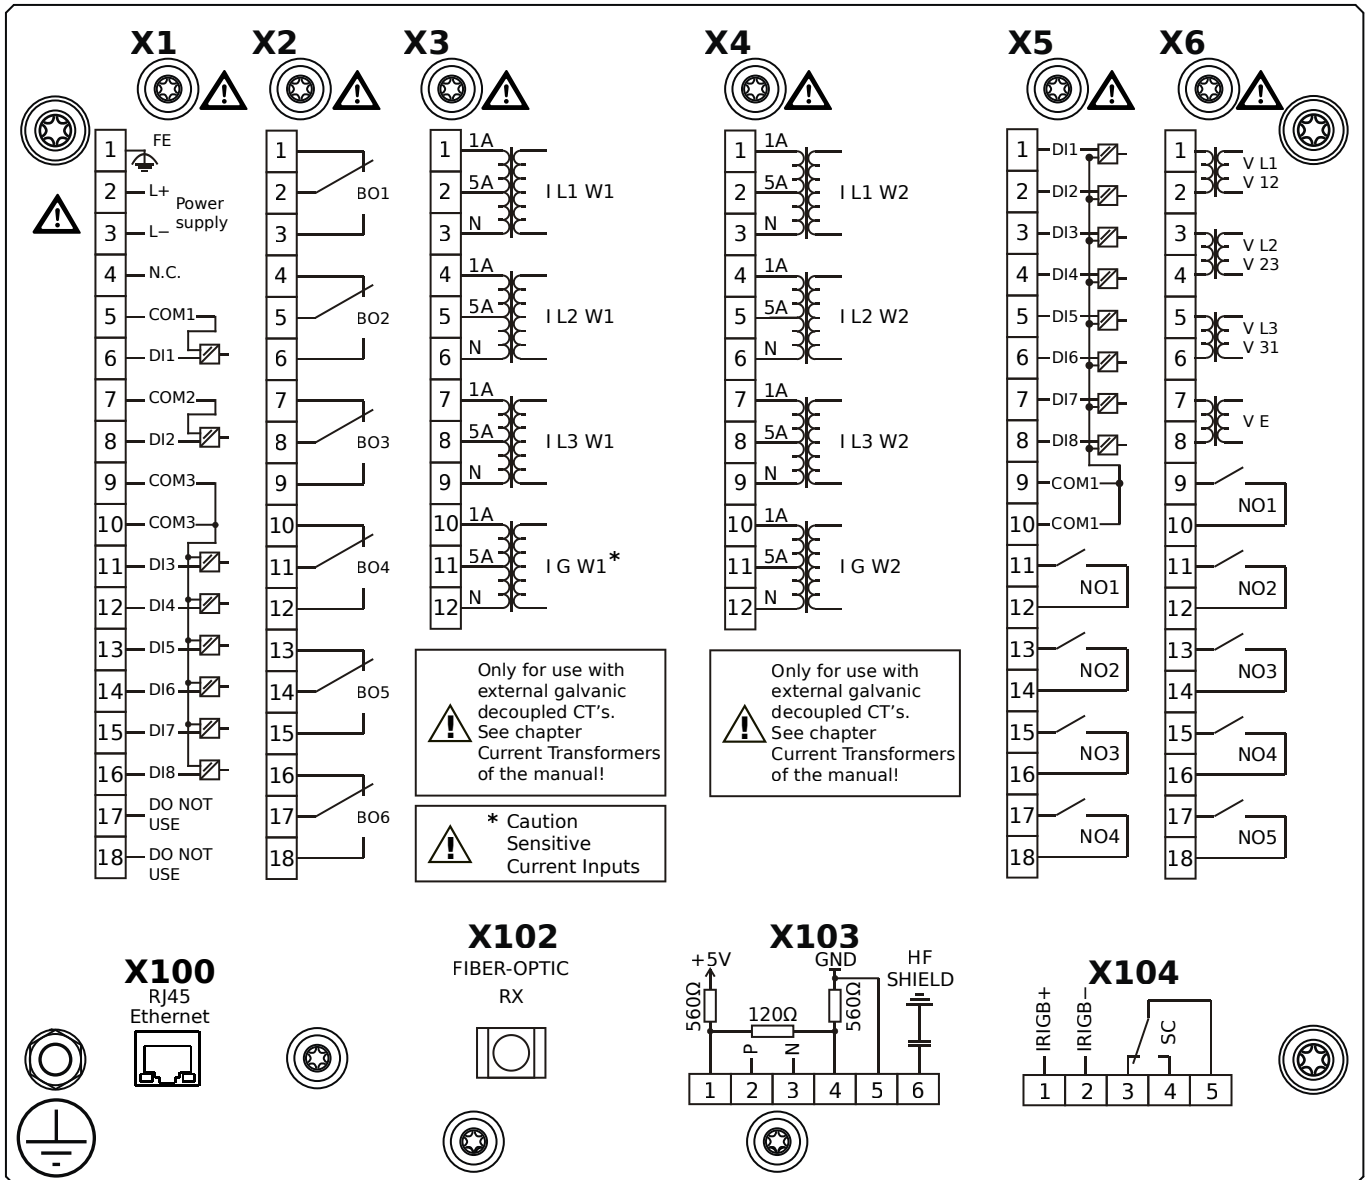 X1
X2
X3
X4
X5
X6
1 FE
2 L+
Power
supply
3 L−
4 N.C.
5 COM1
6 DI1
7 COM2
8 DI2
9 COM3
10 COM3
11 DI3
12 DI4
13 DI5
14 DI6
15 DI7
16 DI8
17 DO NOT
USE
18 DO NOT
USE
1
2 BO1
3
4
5 BO2
6
7
8 BO3
9
10
11 BO4
12
13
14 BO5
15
16
17 BO6
18
1 1A
2 5A I L1 W1
3 N
4 1A
5 5A I L2 W1
6 N
7 1A
8 5A I L3 W1
9 N
10 1A
11 5A I G W1*
12 N
Only for use with
external galvanic
decoupled CT's.
See chapter
Current Transformers
of the manual!
* Caution
Sensitive
Current Inputs
1 1A
2 5A I L1 W2
3 N
4 1A
5 5A I L2 W2
6 N
7 1A
8 5A I L3 W2
9 N
10 1A
11 5A I G W2
12 N
Only for use with
external galvanic
decoupled CT's.
See chapter
Current Transformers
of the manual!
1 DI1
2 DI2
3 DI3
4 DI4
5 DI5
6 DI6
7 DI7
8 DI8
9 COM1
10 COM1
11
NO1
12
13
NO2
14
15
NO3
16
17
NO4
18
1
V L1
V 12
2
3
V L2
V 23
4
5
V L3
V 31
6
7
V E
8
9
NO1
10
11
NO2
12
13
NO3
14
15
NO4
16
17
NO5
18
X100
RJ45
Ethernet
X102
FIBER-OPTIC
RX
X103
+5V
GND
HF
SHIELD
560Ω
120Ω
560Ω
P
N
1 2 3 4 5 6
X104
IRIGB+
IRIGB−
SC
1 2 3 4 5